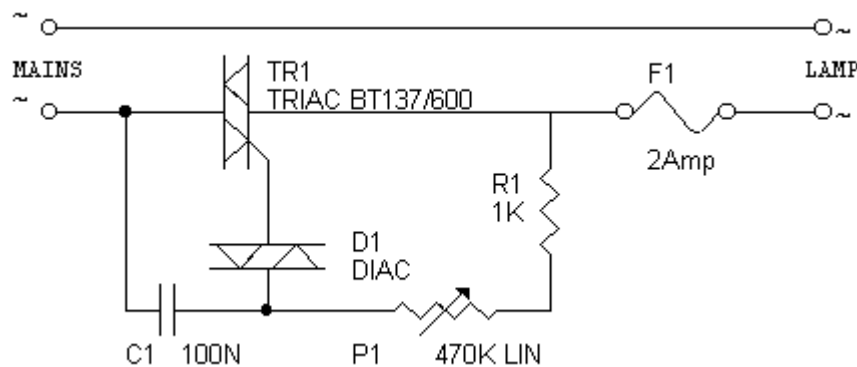 ~ ~
MAINS
~ ~
LAMP
TR1
TRIAC BT137/600
F1
2Amp
R1
1K
D1
DIAC
C1 100N
P1 470K LIN